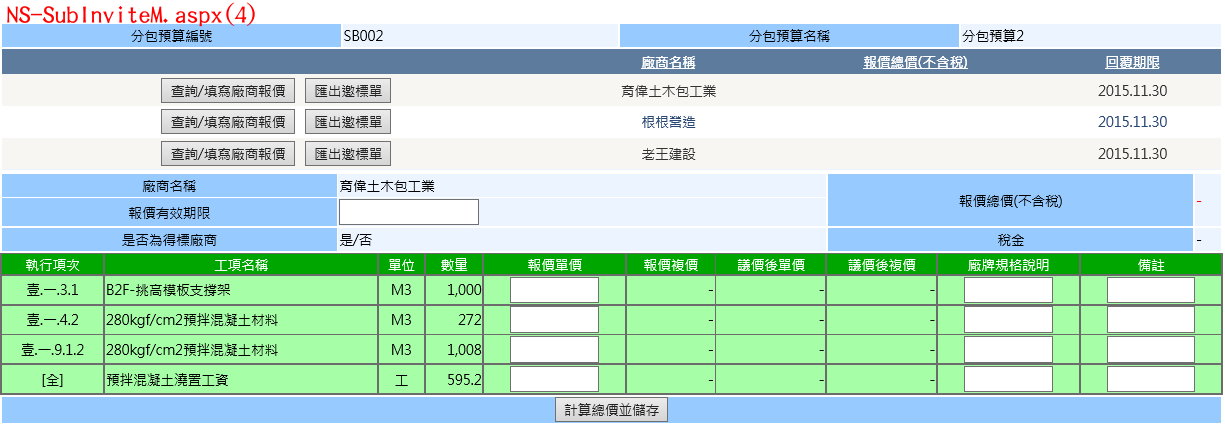 NS-SubInviteM.aspx(4)
分包預算編號 SB002 分包預算名稱 分包預算2
廠商名稱 報價總價(不含稅) 回覆期限
查詢/填寫廠商報價 匯出邀標單 育偉土木包工業 2015.11.30
查詢/填寫廠商報價 匯出邀標單 根根營造 2015.11.30
查詢/填寫廠商報價 匯出邀標單 老王建設 2015.11.30
廠商名稱 育偉土木包工業 報價總價(不含稅) -
報價有效期限
是否為得標廠商 是/否 稅金 -
執行項次 工項名稱 單位 數量 報價單價 報價複價 議價後單價 議價後複價 廠牌規格說明 備註
壹.一.3.1 B2F-挑高模板支撐架 M3 1,000 - - -
壹.一.4.2 280kgf/cm2預拌混凝土材料 M3 272 - - -
壹.一.9.1.2 280kgf/cm2預拌混凝土材料 M3 1,008 - - -
[全] 預拌混凝土澆置工資 工 595.2 - - -
計算總價並儲存